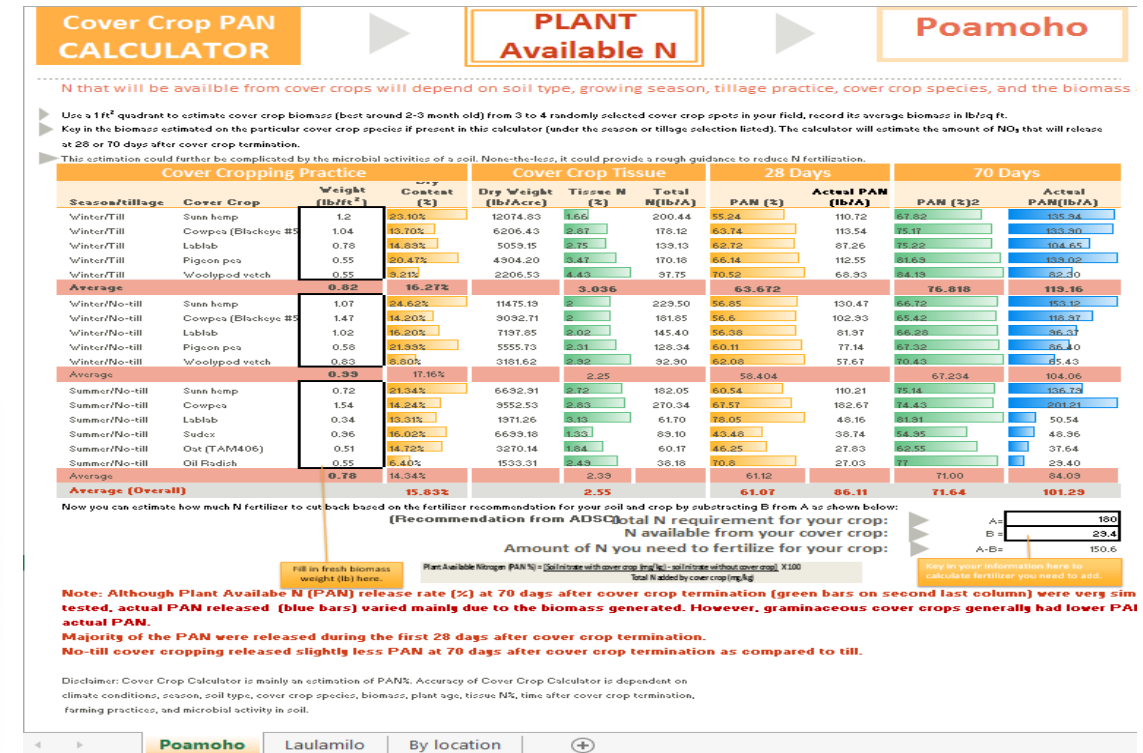 Cover Crop PAN
CALCULATOR
PLANT
Available N
Poamoho
N that will be availble from cover crops will depend on soil type, growing season, tillage practice, cover crop species, and the biomass
Use a 1 ft² quadrant to estimate cover crop biomass (best around 2-3 month old) from 3 to 4 randomly selected cover crop spots in your field, record its average biomass in lb/sq ft.
Key in the biomass estimated on the particular cover crop species if present in this calculator (under the season or tillage selection listed). The calculator will estimate the amount of NO₃ that will release
at 28 or 70 days after cover crop termination.
This estimation could further be complicated by the microbial activities of a soil. None-the-less, it could provide a rough guidance to reduce N fertilization.
Cover Cropping Practice Cover Crop Tissue 28 Days 70 Days
Season/tillage Cover Crop Weight (lb/ft²) Dry Content (%) Dry Weight (lb/Acre) Tissue N (%) Total N(lb/A) PAN (%) Actual PAN (lb/A) PAN (%)2 Actual PAN(lb/A)
Winter/Till Sunn hemp 1.2 23.10% 12074.83 1.66 200.44 55.24 110.72 67.82 135.94
Winter/Till Cowpea (Blackeye #5 1.04 13.70% 6206.43 2.87 178.12 63.74 113.54 75.17 133.90
Winter/Till Lablab 0.78 14.89% 5059.15 2.75 139.13 62.72 87.26 75.22 104.65
Winter/Till Pigeon pea 0.55 20.47% 4904.20 3.47 170.18 66.14 112.55 81.69 139.02
Winter/Till Woolypod vetch 0.55 9.21% 2206.53 4.43 97.75 70.52 68.93 84.19 82.30
Average 0.82 16.27% 3.036 63.672 76.818 119.16
Winter/No-till Sunn hemp 1.07 24.62% 11475.19 2 229.50 56.85 130.47 66.72 153.12
Winter/No-till Cowpea (Blackeye #5 1.47 14.20% 9092.71 2 181.85 56.6 102.93 65.42 118.97
Winter/No-till Lablab 1.02 16.20% 7197.85 2.02 145.40 56.38 81.97 66.28 96.37
Winter/No-till Pigeon pea 0.58 21.99% 5555.73 2.31 128.34 60.11 77.14 67.32 86.40
Winter/No-till Woolypod vetch 0.83 8.80% 3181.62 2.92 92.90 62.08 57.67 70.43 65.43
Average 0.99 17.16% 2.25 58.404 67.234 104.06
Summer/No-till Sunn hemp 0.72 21.34% 6692.91 2.72 182.05 60.54 110.21 75.14 136.79
Summer/No-till Cowpea 1.54 14.24% 9552.53 2.83 270.34 67.57 182.67 74.43 201.21
Summer/No-till Lablab 0.34 13.31% 1971.26 3.13 61.70 78.05 48.16 81.91 50.54
Summer/No-till Sudex 0.96 16.02% 6699.18 1.33 89.10 43.48 38.74 54.95 48.96
Summer/No-till Oat (TAM406) 0.51 14.72% 3270.14 1.84 60.17 46.25 27.83 62.55 37.64
Summer/No-till Oil Radish 0.55 6.40% 1533.31 2.49 38.18 70.8 27.03 77 29.40
Average 0.78 14.34% 2.39 61.12 71.00 84.09
Average (Overall) 15.83% 2.55 61.07 86.11 71.64 101.29
Now you can estimate how much N fertilizer to cut back based on the fertilizer recommendation for your soil and crop by substracting B from A as shown below:
(Recommendation from ADSC) Total N requirement for your crop: A= 180
N available from your cover crop: B = 29.4
Amount of N you need to fertilize for your crop: A-B= 150.6
Fill in fresh biomass
weight (lb) here.
Plant Available Nitrogen (PAN %) = [Soil nitrate with cover crop (mg/kg) - soil nitrate without cover crop] X 100
Total N added by cover crop (mg/kg)
Key in your information here to
calculate fertilizer you need to add.
Note: Although Plant Availabe N (PAN) release rate (%) at 70 days after cover crop termination (green bars on second last column) were very sim
tested, actual PAN released (blue bars) varied mainly due to the biomass generated. However, graminaceous cover crops generally had lower PA
actual PAN.
Majority of the PAN were released during the first 28 days after cover crop termination.
No-till cover cropping released slightly less PAN at 70 days after cover crop termination as compared to till.
Disclaimer: Cover Crop Calculator is mainly an estimation of PAN%. Accuracy of Cover Crop Calculator is dependent on
climate conditions, season, soil type, cover crop species, biomass, plant age, tissue N%, time after cover crop termination,
farming practices, and microbial activity in soil.
Poamoho Laulamilo By location